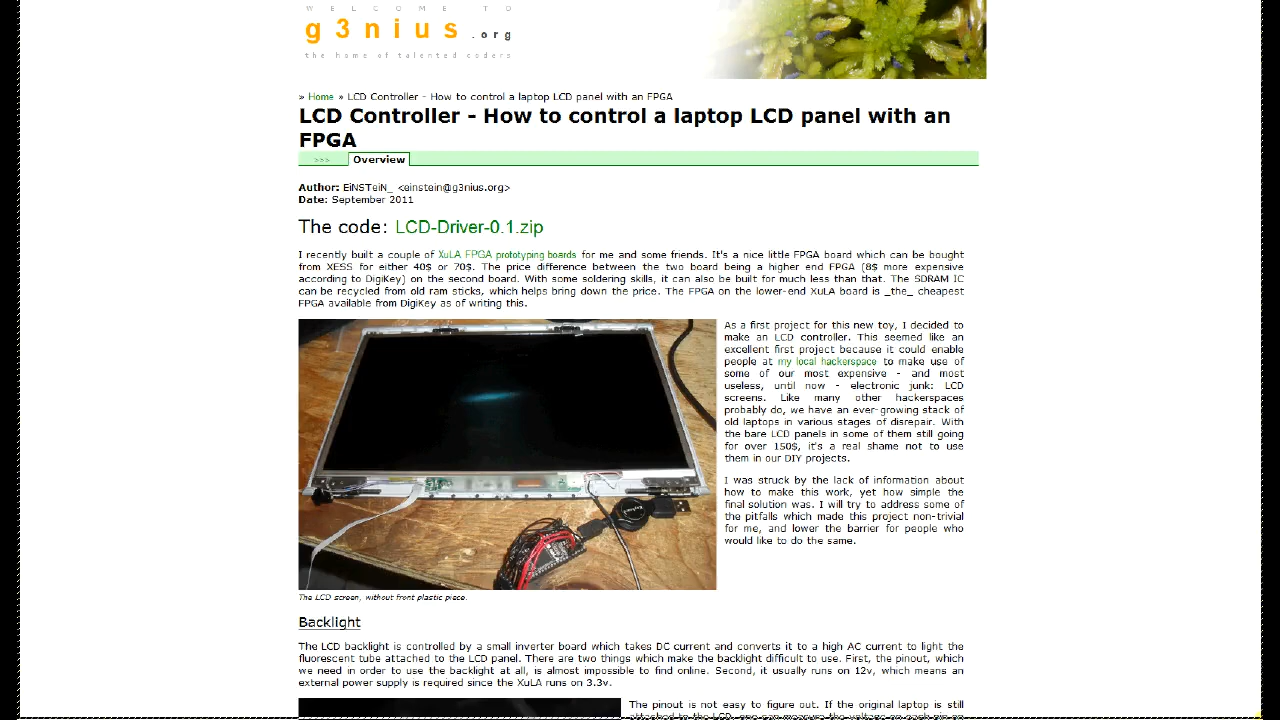 W E L C O M E T O
g3nius.org
the home of talented coders
» Home » LCD Controller - How to control a laptop LCD panel with an FPGA
LCD Controller - How to control a laptop LCD panel with an
FPGA
>>> Overview
Author: EiNSTeiN_ <einstein@g3nius.org>
Date: September 2011
The code: LCD-Driver-0.1.zip
I recently built a couple of XuLA FPGA prototyping boards for me and some friends. It's a nice little FPGA board which can be bought
from XESS for either 40$ or 70$. The price difference between the two board being a higher end FPGA (8$ more expensive
according to DigiKey) on the second board. With some soldering skills, it can also be built for much less than that. The SDRAM IC
can be recycled from old ram sticks, which helps bring down the price. The FPGA on the lower-end XuLA board is _the_ cheapest
FPGA available from DigiKey as of writing this.
As a first project for this new toy, I decided to
make an LCD controller. This seemed like an
excellent first project because it could enable
people at my local hackerspace to make use of
some of our most expensive - and most
useless, until now - electronic junk: LCD
screens. Like many other hackerspaces
probably do, we have an ever-growing stack of
old laptops in various stages of disrepair. With
the bare LCD panels in some of them still going
for over 150$, it's a real shame not to use
them in our DIY projects.
I was struck by the lack of information about
how to make this work, yet how simple the
final solution was. I will try to address some of
the pitfalls which made this project non-trivial
for me, and lower the barrier for people who
would like to do the same.
The LCD screen, without front plastic piece.
Backlight
The LCD backlight is controlled by a small inverter board which takes DC current and converts it to a high AC current to light the
fluorescent tube attached to the LCD panel. There are two things which make the backlight difficult to use. First, the pinout, which
we need in order to use the backlight at all, is almost impossible to find online. Second, it usually runs on 12v, which means an
external power supply is required since the XuLA runs on 3.3v.
The pinout is not easy to figure out. If the original laptop is still
attached to the LCD, one can measure the voltage on each pin on